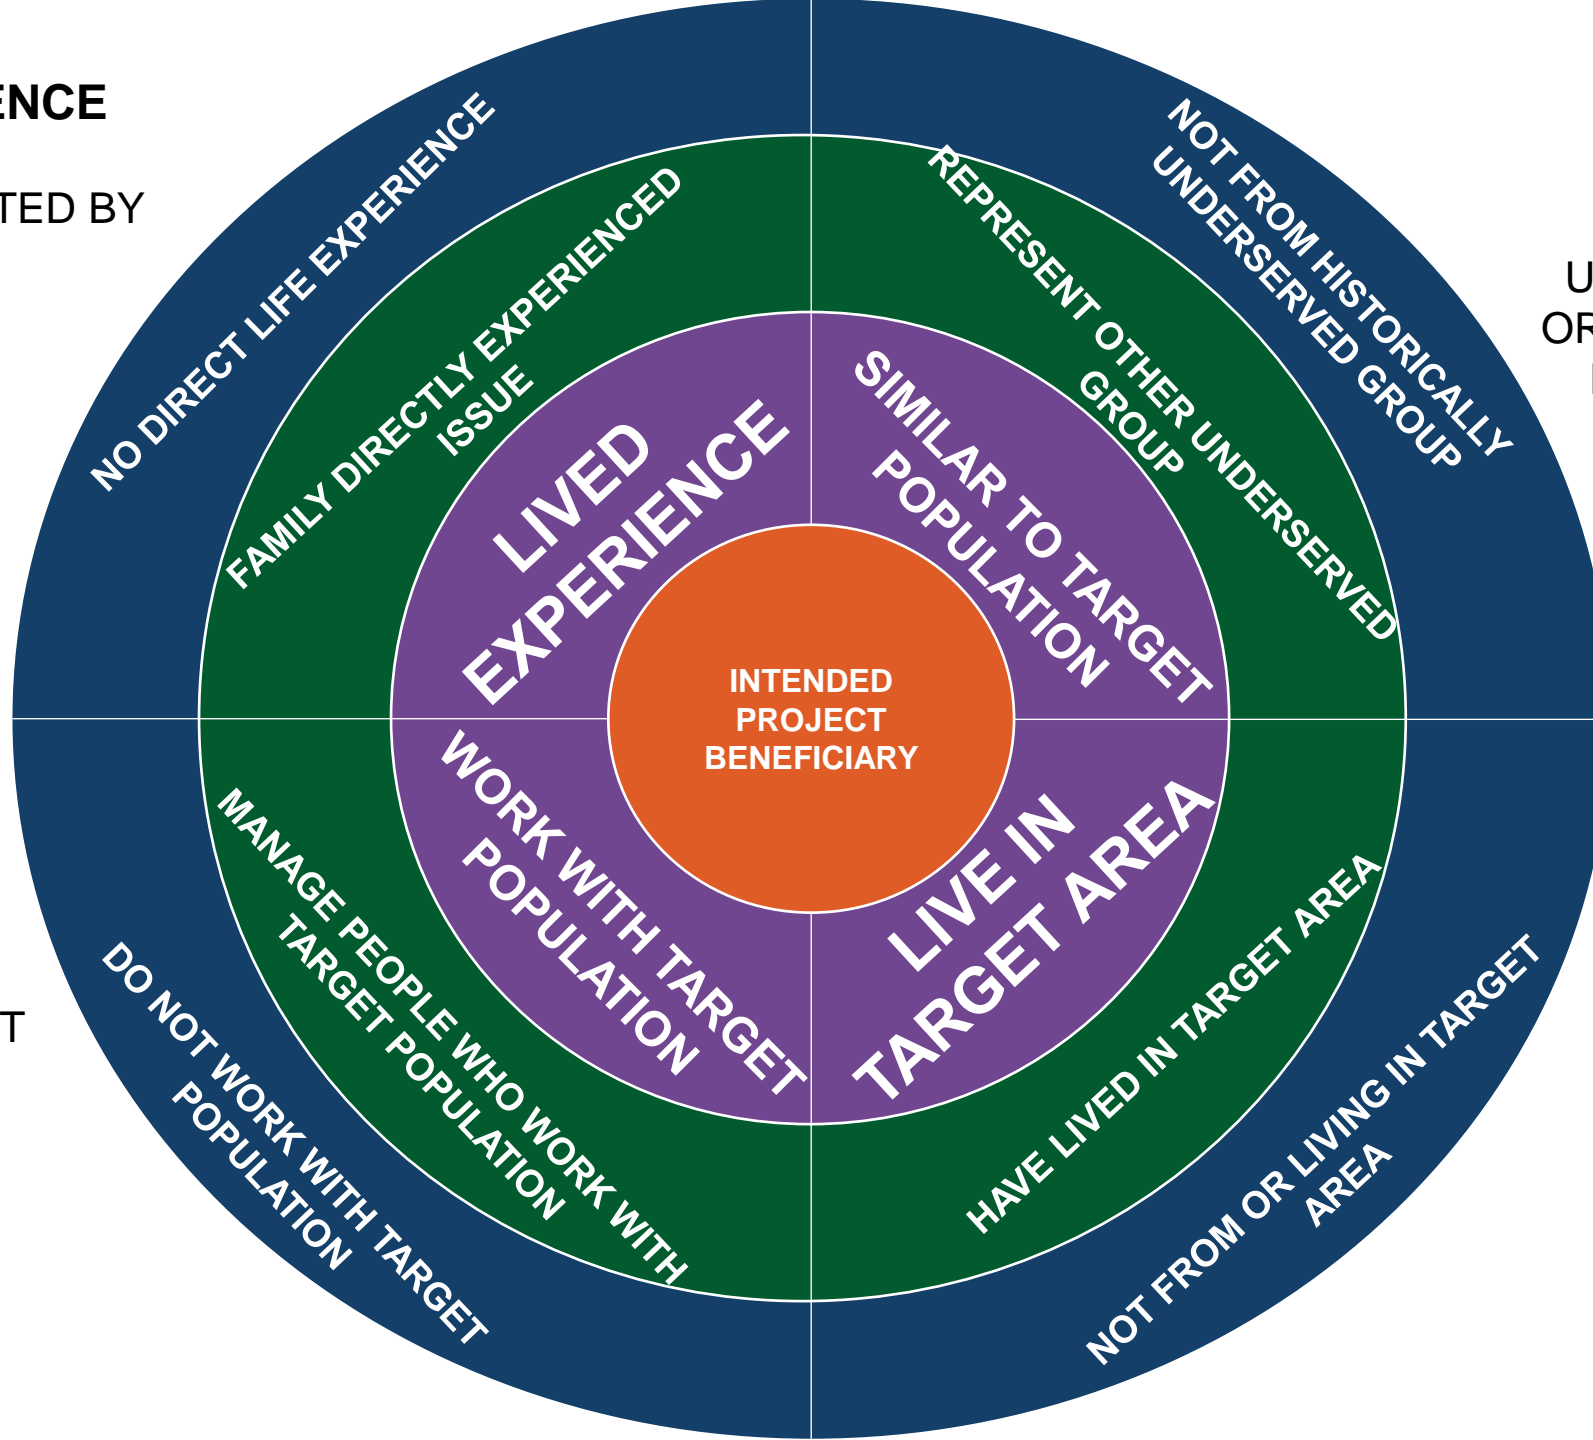 ENCE
TED BY
NO DIRECT LIFE EXPERIENCE
FAMILY DIRECTLY EXPERIENCED
ISSUE
LIVED
EXPERIENCE
NOT FROM HISTORICALLY
UNDERSERVED GROUP
REPRESENT OTHER UNDERSERVED
GROUP
SIMILAR TO TARGET
POPULATION
U
OR
INTENDED
PROJECT
BENEFICIARY
WORK WITH TARGET
POPULATION
MANAGE PEOPLE WHO WORK WITH
TARGET POPULATION
DO NOT WORK WITH TARGET
POPULATION
T
LIVE IN
TARGET AREA
HAVE LIVED IN TARGET AREA
NOT FROM OR LIVING IN TARGET
AREA